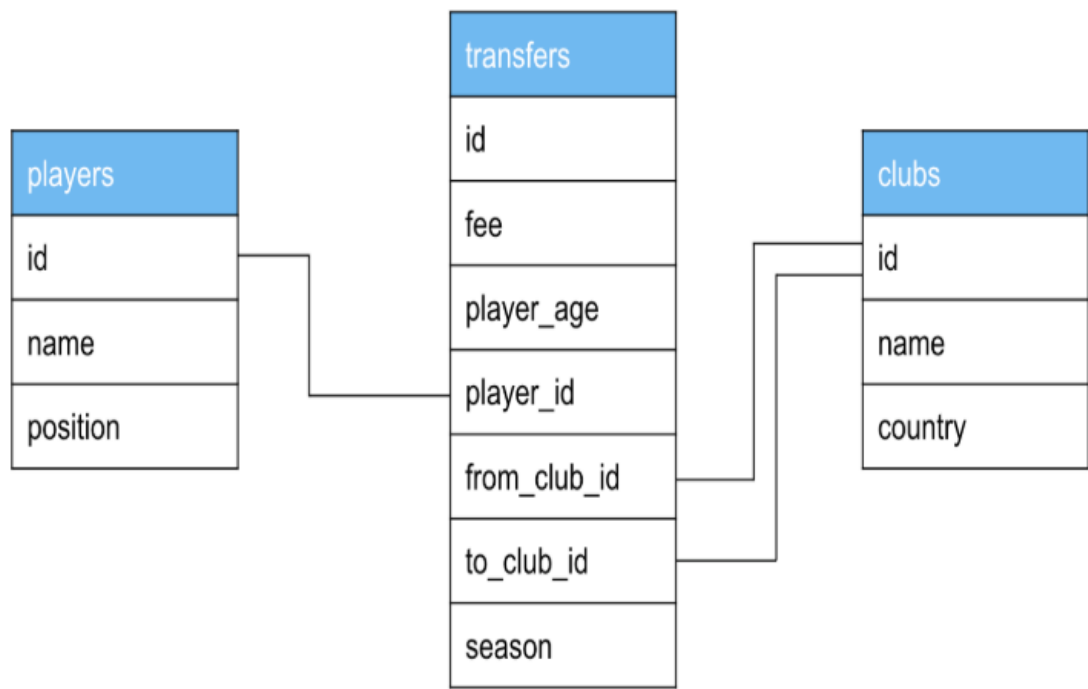 players
id
name
position
transfers
id
fee
player_age
player_id
from_club_id
to_club_id
season
clubs
id
name
country